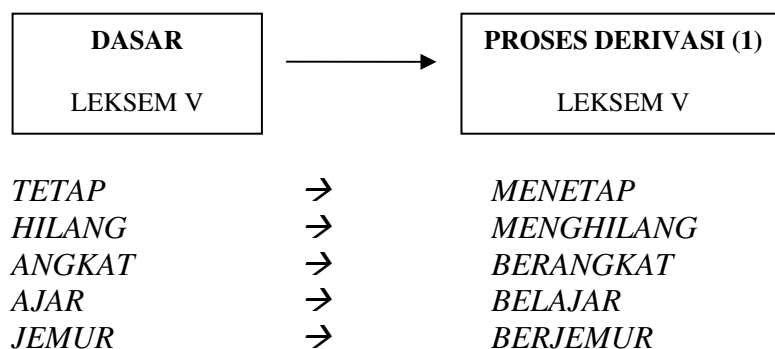 DASAR PROSES DERIVASI (1)
LEKSEM V LEKSEM V
TETAP → MENETAP
HILANG → MENGHILANG
ANGKAT → BERANGKAT
AJAR → BELAJAR
JEMUR → BERJEMUR